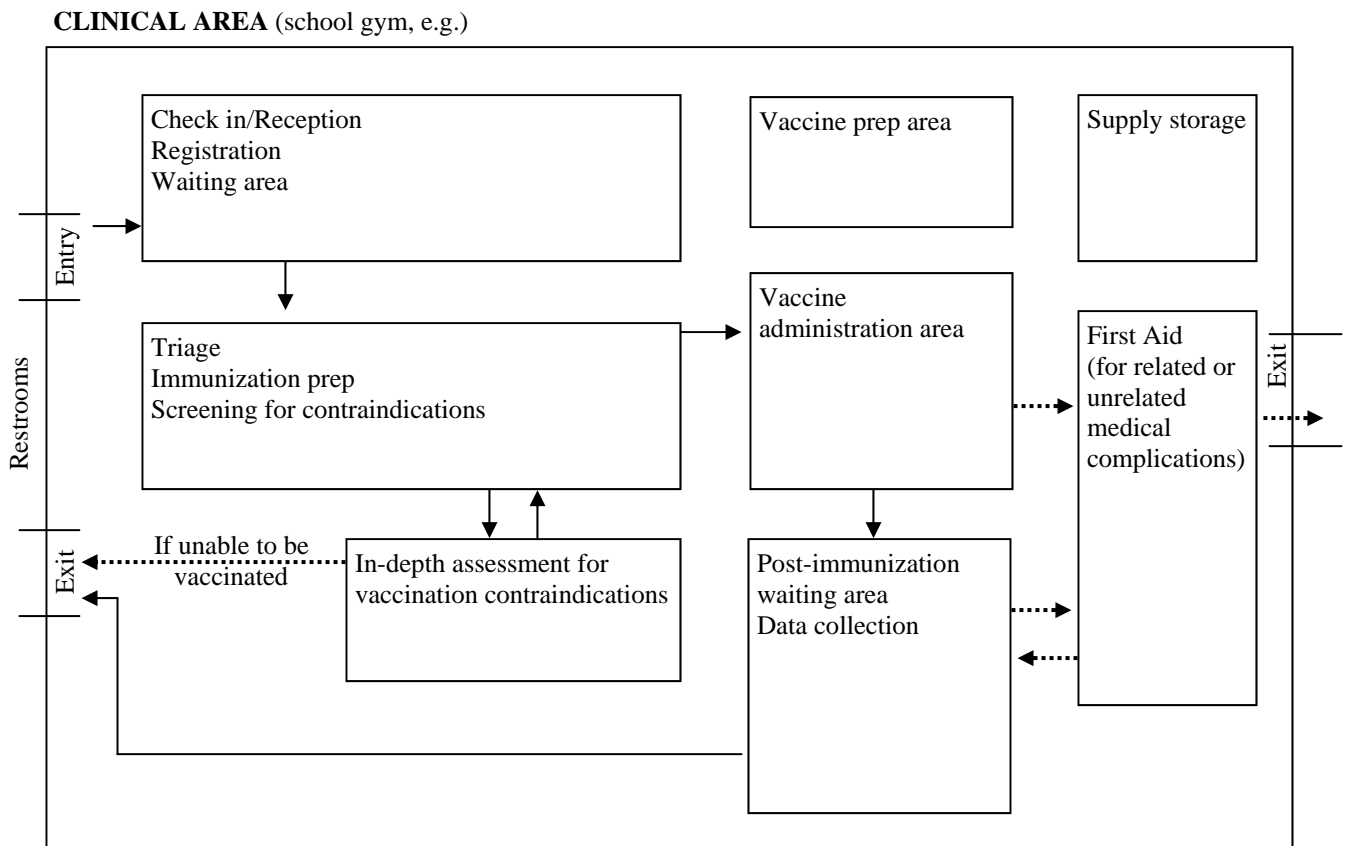 CLINICAL AREA (school gym, e.g.)
Check in/Reception
Registration
Waiting area
Vaccine prep area
Supply storage
Entry
Triage
Immunization prep
Screening for contraindications
Vaccine
administration area
First Aid
(for related or
unrelated
medical
complications)
Exit
Restrooms
Exit
If unable to be
vaccinated
In-depth assessment for
vaccination contraindications
Post-immunization
waiting area
Data collection